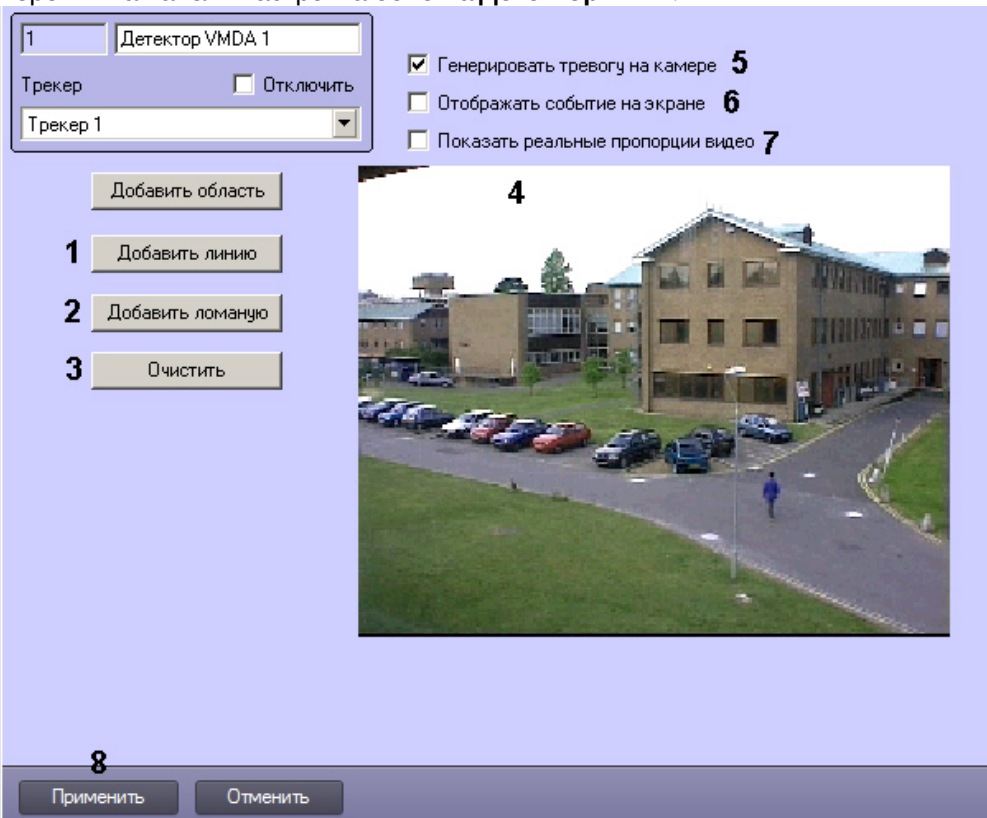 1 Детектор VMDA 1
Трекер Отключить
Трекер 1
Генерировать тревогу на камере 5
Отображать событие на экране 6
Показать реальные пропорции видео 7
Добавить область
1 Добавить линию
2 Добавить ломаную
3 Очистить
4
8
Применить Отменить